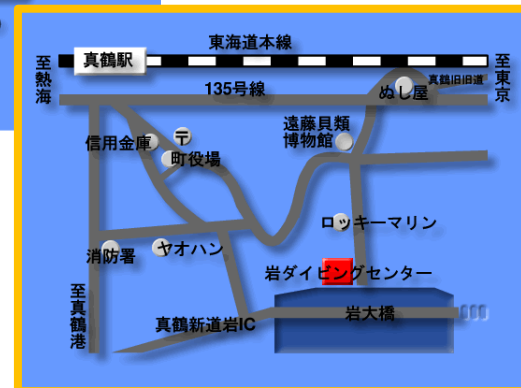 東海道本線
真鶴駅
至熱海
至東京
真鶴旧旧道
135号線
ぬし屋
遠藤貝類
博物館
信用金庫
〒
町役場
ロッキーマリン
消防署
ヤオハン
岩ダイビングセンター
至真鶴港
岩大橋
真鶴新道岩IC